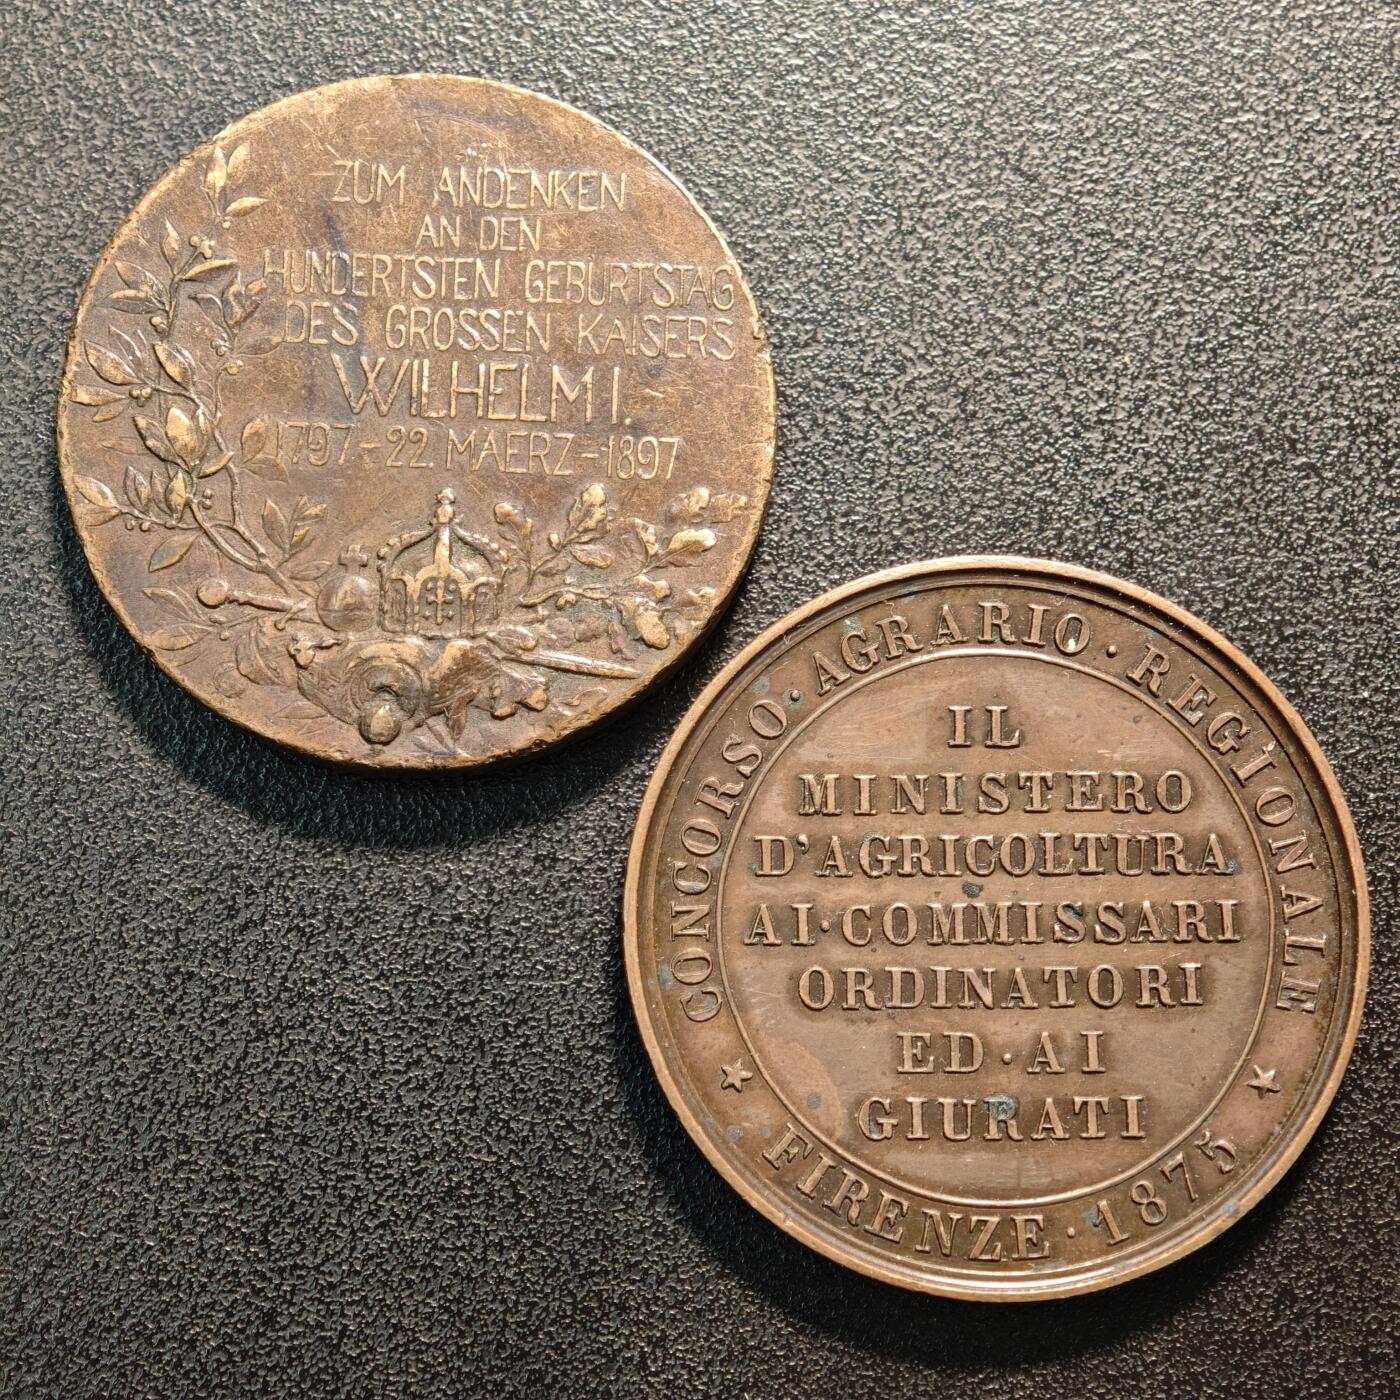 ZUM ANDENKEN
AN DEN
HUNDERTSTEN GEBURTSTAG
DES GROSSEN KAISERS
WILHELM I.
1797-22. MAERZ-1897
CONCORSO · AGRARIO · REGIONALE
IL
MINISTERO
D'AGRICOLTURA
AI·COMMISSARI
ORDINATORI
ED · AI
GIURATI
FIRENZE · 1875